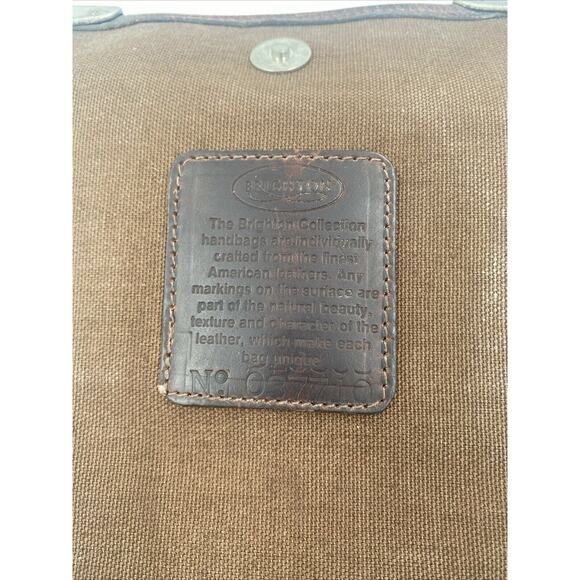 BRIGHTON
The Brighton Collection
handbags are individually
crafted from the finest
American leathers. Any
markings on the surface are
part of the natural beauty,
texture and character of the
leather, which make each
bag unique